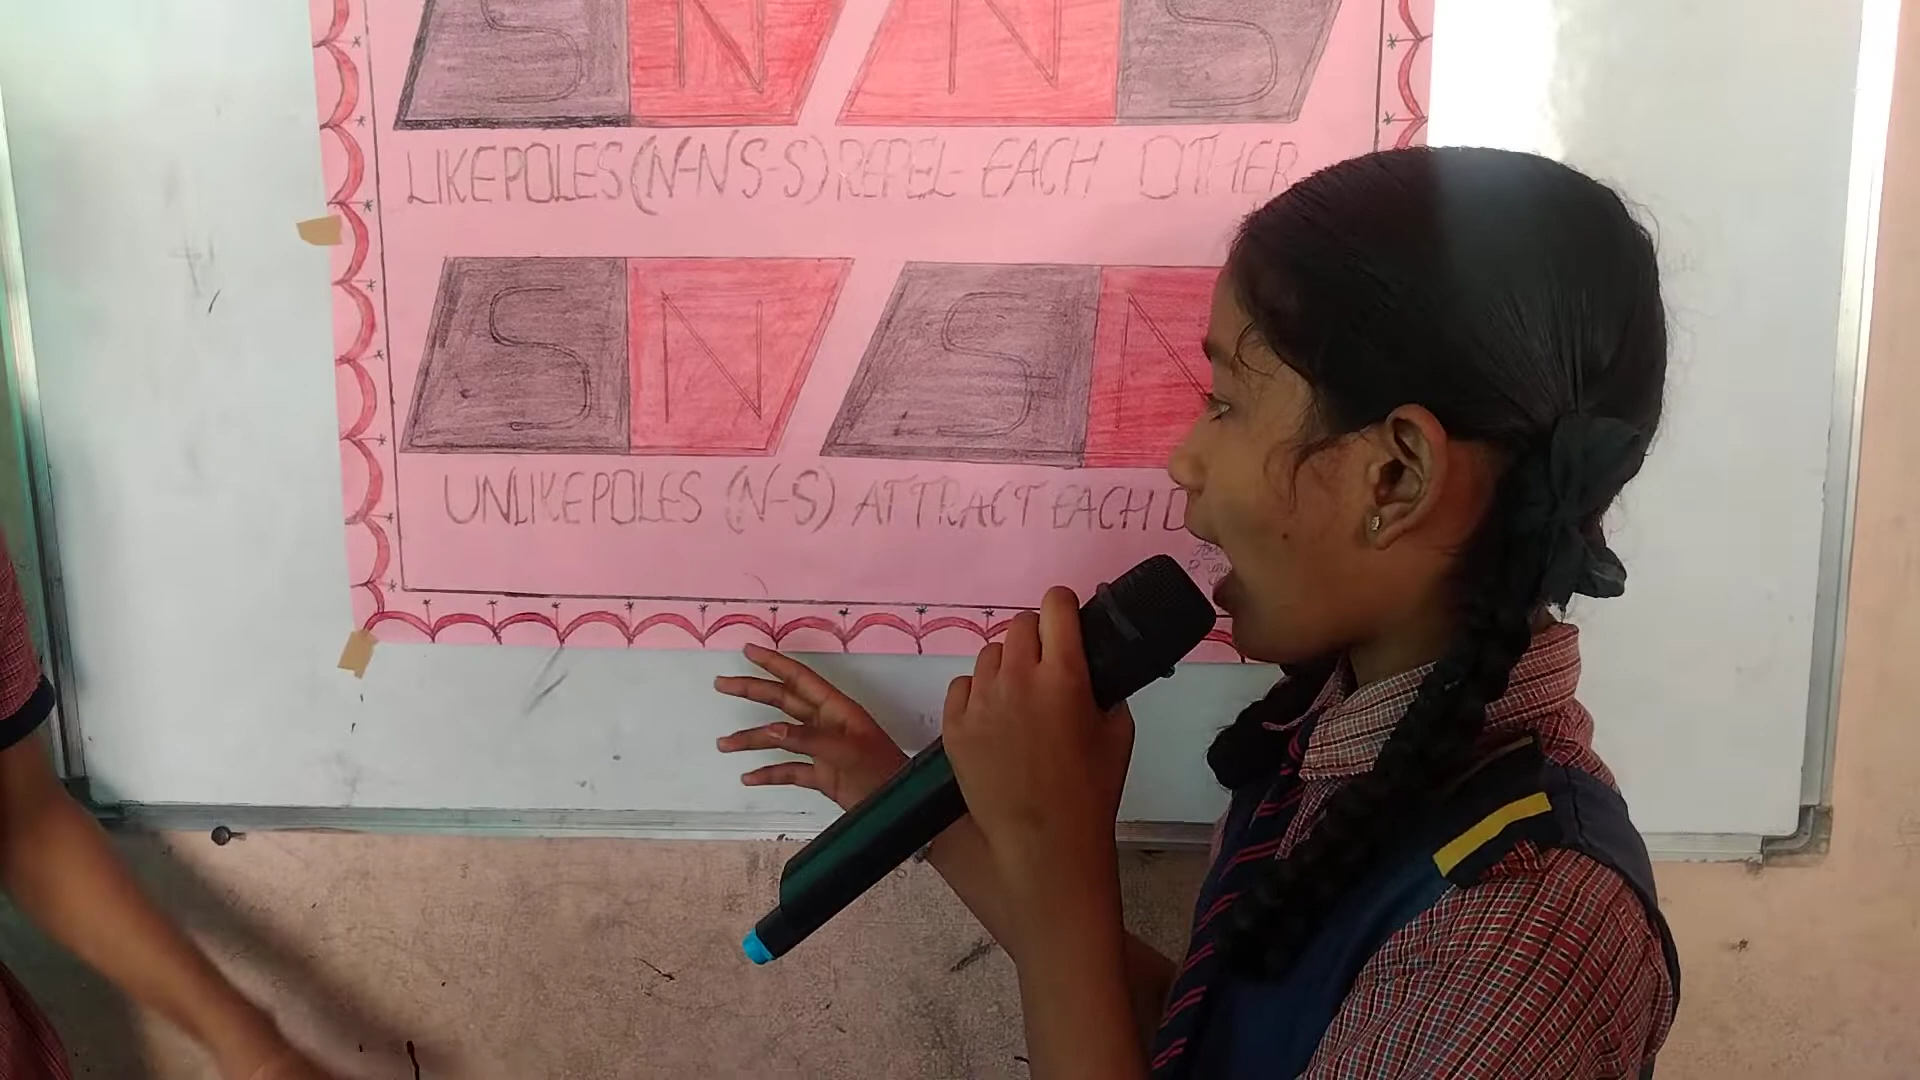 S N N S
LIKE POLES (N-N S-S) REPEL EACH OTHER
S N S N
UNLIKE POLES (N-S) ATTRACT EACH